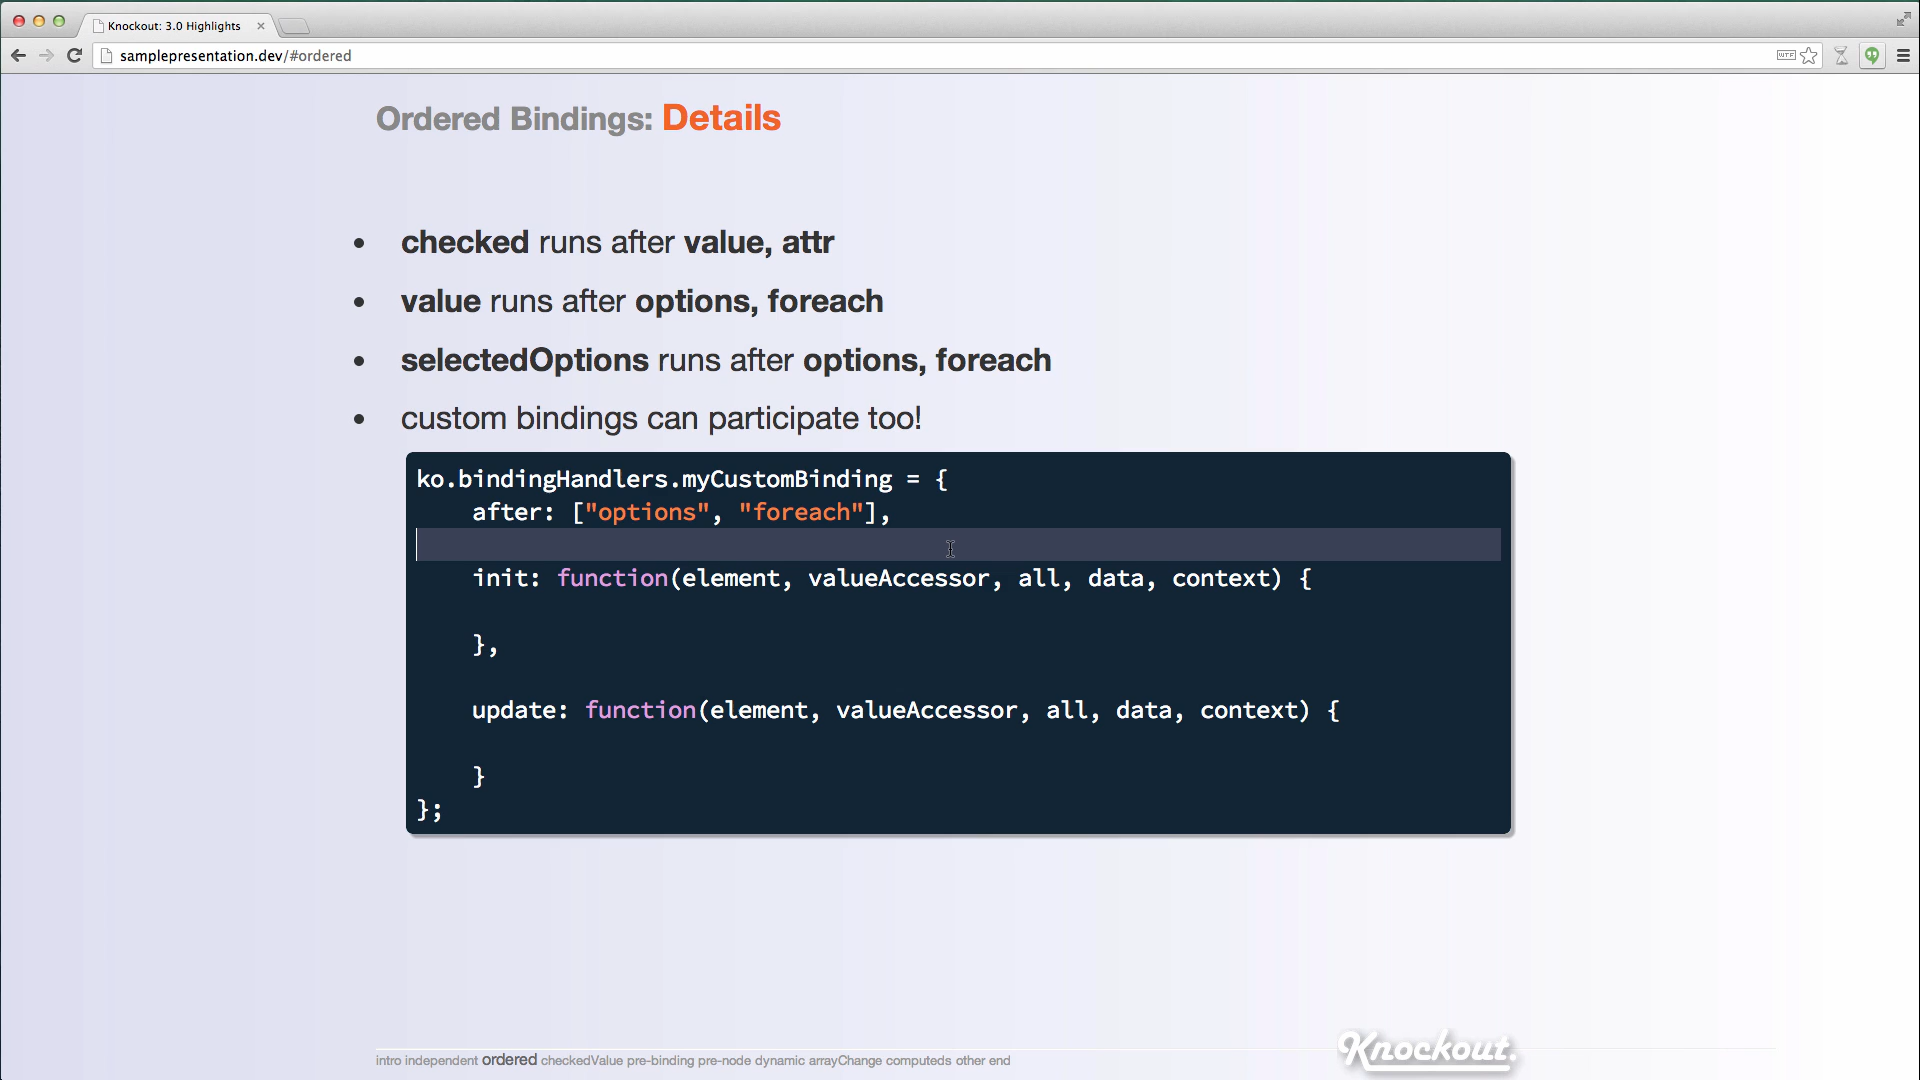 Knockout: 3.0 Highlights
samplepresentation.dev/#ordered
WTF
Ordered Bindings: Details
• checked runs after value, attr
• value runs after options, foreach
• selectedOptions runs after options, foreach
• custom bindings can participate too!
ko.bindingHandlers.myCustomBinding = {
    after: ["options", "foreach"],
    init: function(element, valueAccessor, all, data, context) {
    },
    update: function(element, valueAccessor, all, data, context) {
    }
};
intro independent ordered checkedValue pre-binding pre-node dynamic arrayChange computeds other end
Knockout.